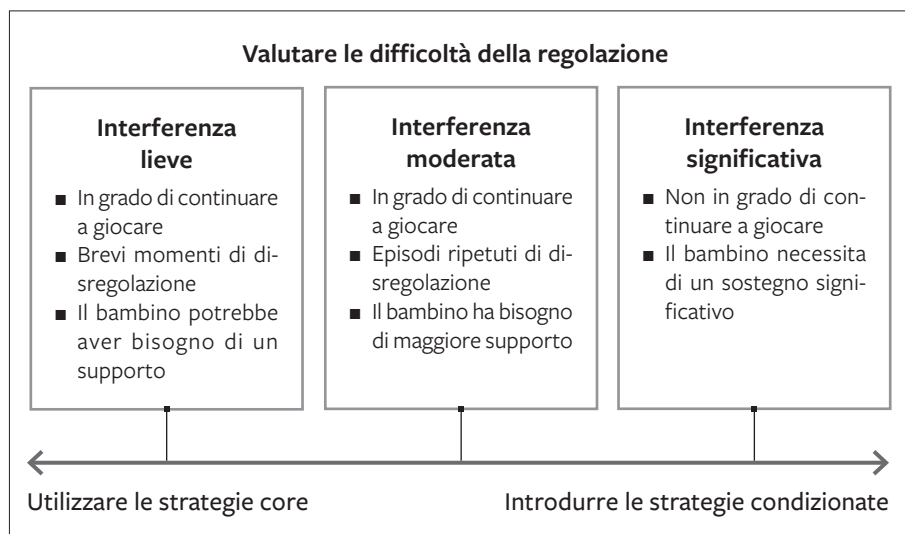 Valutare le difficoltà della regolazione
Interferenza
lieve
■ In grado di continuare
a giocare
■ Brevi momenti di di-
sregolazione
■ Il bambino potrebbe
aver bisogno di un
supporto
Interferenza
moderata
■ In grado di continuare
a giocare
■ Episodi ripetuti di di-
sregolazione
■ Il bambino ha bisogno
di maggiore supporto
Interferenza
significativa
■ Non in grado di con-
tinuare a giocare
■ Il bambino necessita
di un sostegno signi-
ficativo
Utilizzare le strategie core
Introdurre le strategie condizionate